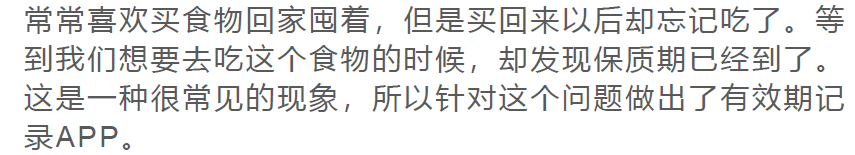 常常喜欢买食物回家囤着，但是买回来以后却忘记吃了。等
到我们想要去吃这个食物的时候，却发现保质期已经到了。
这是一种很常见的现象，所以针对这个问题做出了有效期记
录APP。